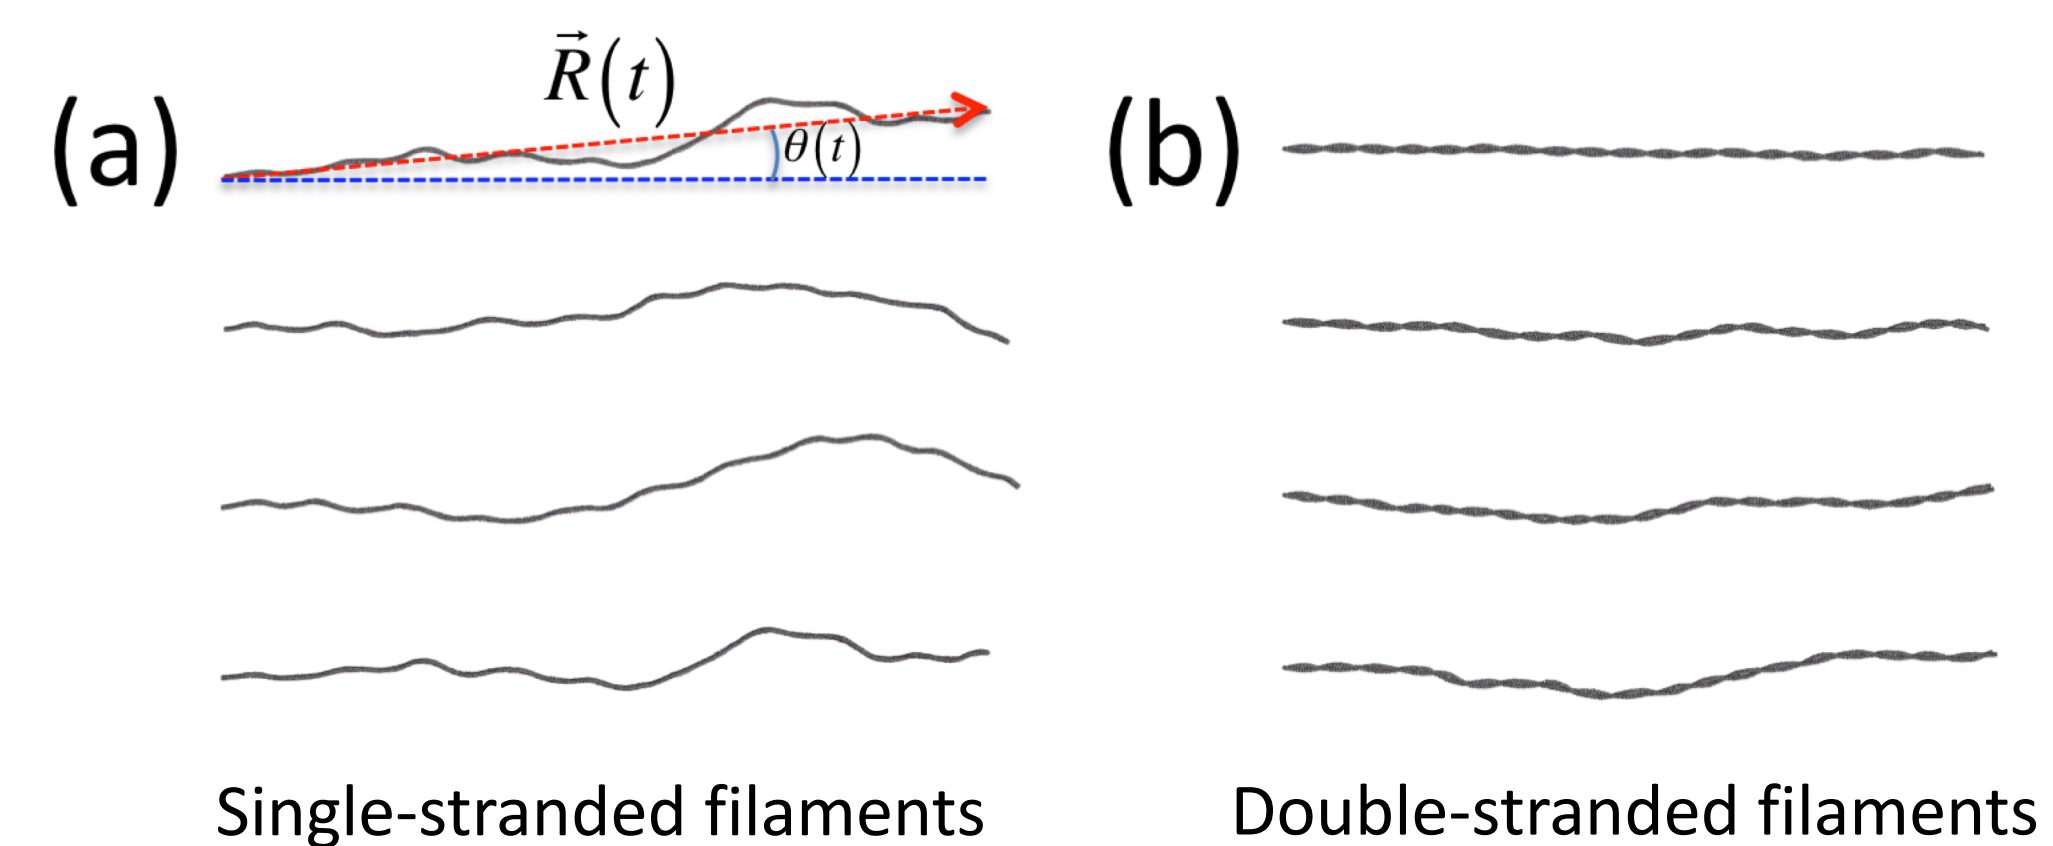 (a)
R⃗(t)
θ(t)
(b)
Single-stranded filaments
Double-stranded filaments